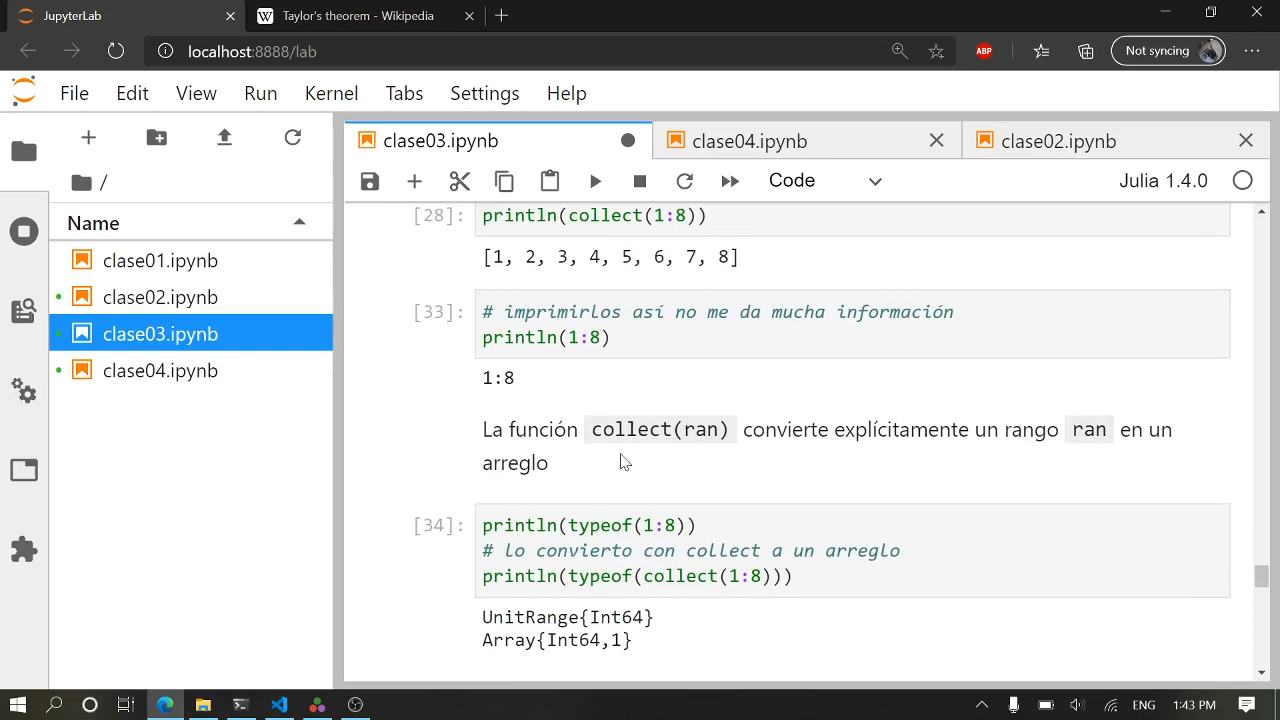 JupyterLab
Taylor's theorem - Wikipedia
localhost:8888/lab
ABP
Not syncing
File Edit View Run Kernel Tabs Settings Help
clase03.ipynb
clase04.ipynb
clase02.ipynb
/
Code
Julia 1.4.0
Name
clase01.ipynb
clase02.ipynb
clase03.ipynb
clase04.ipynb
[28]: println(collect(1:8))
[1, 2, 3, 4, 5, 6, 7, 8]
[33]: # imprimirlos así no me da mucha información
println(1:8)
1:8
La función collect(ran) convierte explícitamente un rango ran en un
arreglo
[34]: println(typeof(1:8))
# lo convierto con collect a un arreglo
println(typeof(collect(1:8)))
UnitRange{Int64}
Array{Int64,1}
ENG
1:43 PM